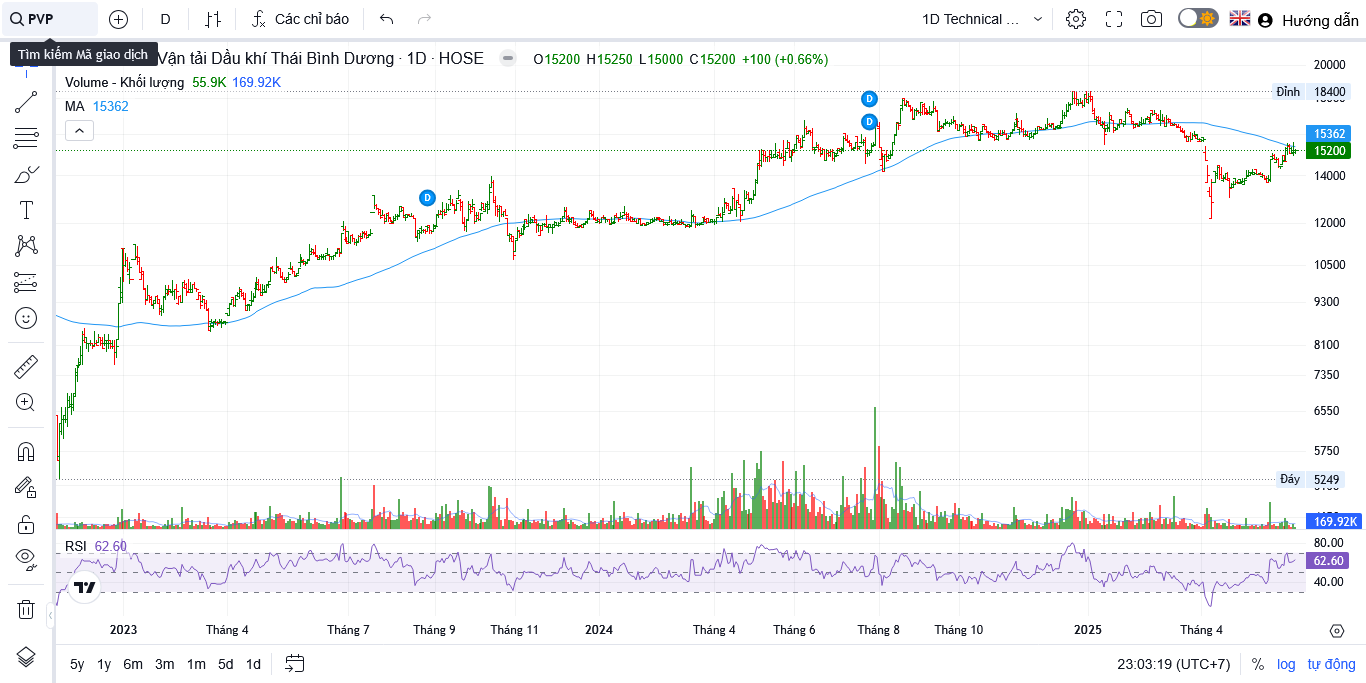 PVP
D
Các chỉ báo
1D Technical ...
Hướng dẫn
Tìm kiếm Mã giao dịch
Vận tải Dầu khí Thái Bình Dương · 1D · HOSE
O15200 H15250 L15000 C15200 +100 (+0.66%)
Volume - Khối lượng 55.9K 169.92K
MA 15362
D
D
D
20000
Đỉnh 18400
15362
15200
14000
12000
10500
9300
8100
7350
6550
5750
Đáy 5249
169.92K
RSI 62.60
80.00
62.60
40.00
2023 Tháng 4 Tháng 7 Tháng 9 Tháng 11 2024 Tháng 4 Tháng 6 Tháng 8 Tháng 10 2025 Tháng 4
5y 1y 6m 3m 1m 5d 1d
23:03:19 (UTC+7) % log tự động